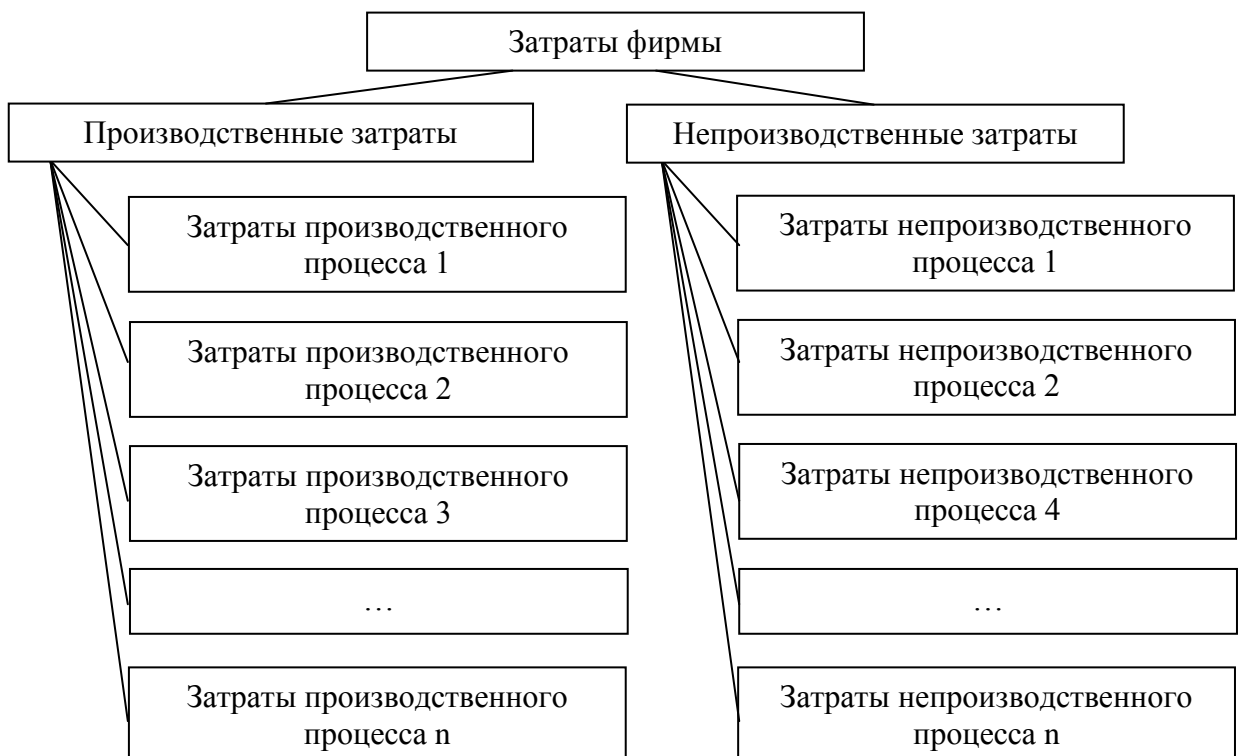 Затраты фирмы
Производственные затраты
Непроизводственные затраты
Затраты производственного
процесса 1
Затраты непроизводственного
процесса 1
Затраты производственного
процесса 2
Затраты непроизводственного
процесса 2
Затраты производственного
процесса 3
Затраты непроизводственного
процесса 4
…
…
Затраты производственного
процесса n
Затраты непроизводственного
процесса n